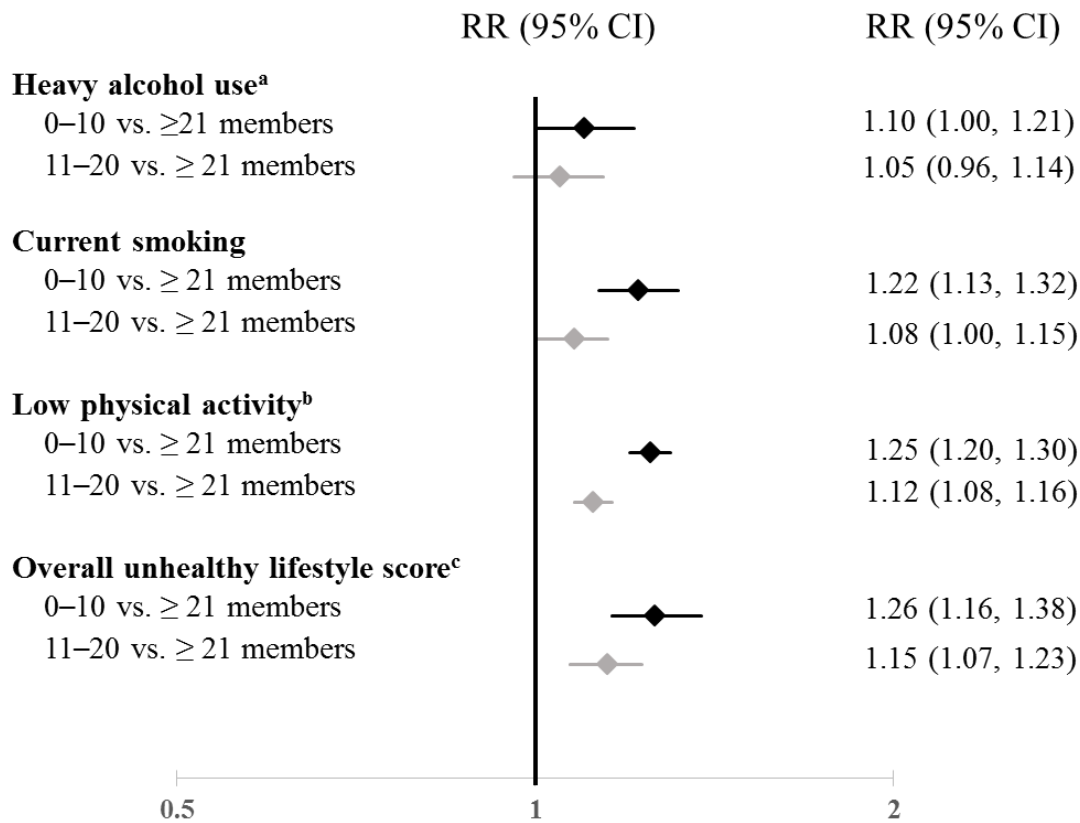 RR (95% CI) RR (95% CI)
Heavy alcohol useᵃ
0–10 vs. ≥21 members 1.10 (1.00, 1.21)
11–20 vs. ≥ 21 members 1.05 (0.96, 1.14)
Current smoking
0–10 vs. ≥ 21 members 1.22 (1.13, 1.32)
11–20 vs. ≥ 21 members 1.08 (1.00, 1.15)
Low physical activityᵇ
0–10 vs. ≥ 21 members 1.25 (1.20, 1.30)
11–20 vs. ≥ 21 members 1.12 (1.08, 1.16)
Overall unhealthy lifestyle scoreᶜ
0–10 vs. ≥ 21 members 1.26 (1.16, 1.38)
11–20 vs. ≥ 21 members 1.15 (1.07, 1.23)
0.5 1 2